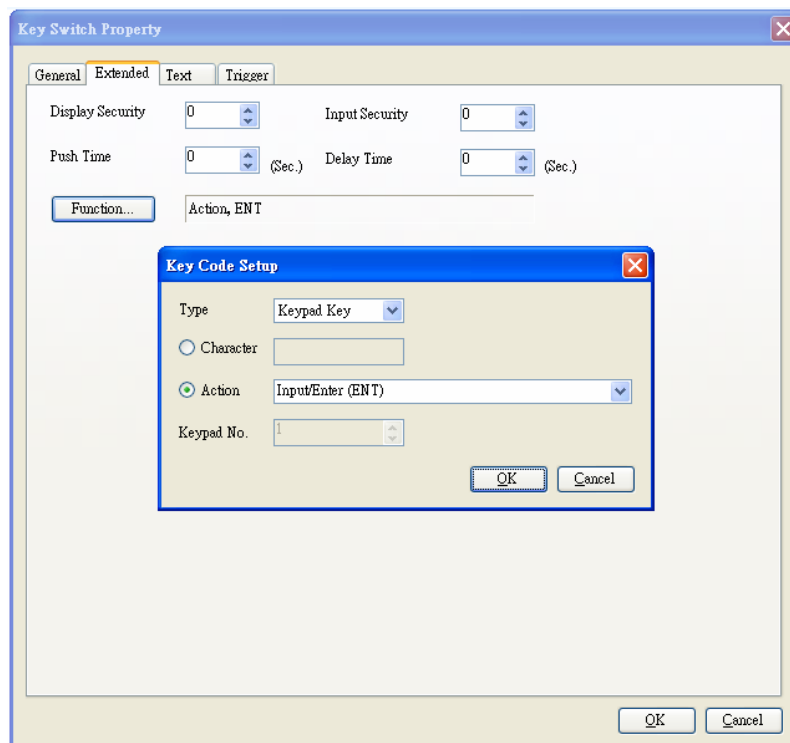 Key Switch Property
General Extended Text Trigger
Display Security 0 Input Security 0
Push Time 0 (Sec.) Delay Time 0 (Sec.)
Function... Action, ENT
Key Code Setup
Type Keypad Key
Character
Action Input/Enter (ENT)
Keypad No. 1
OK Cancel
OK Cancel